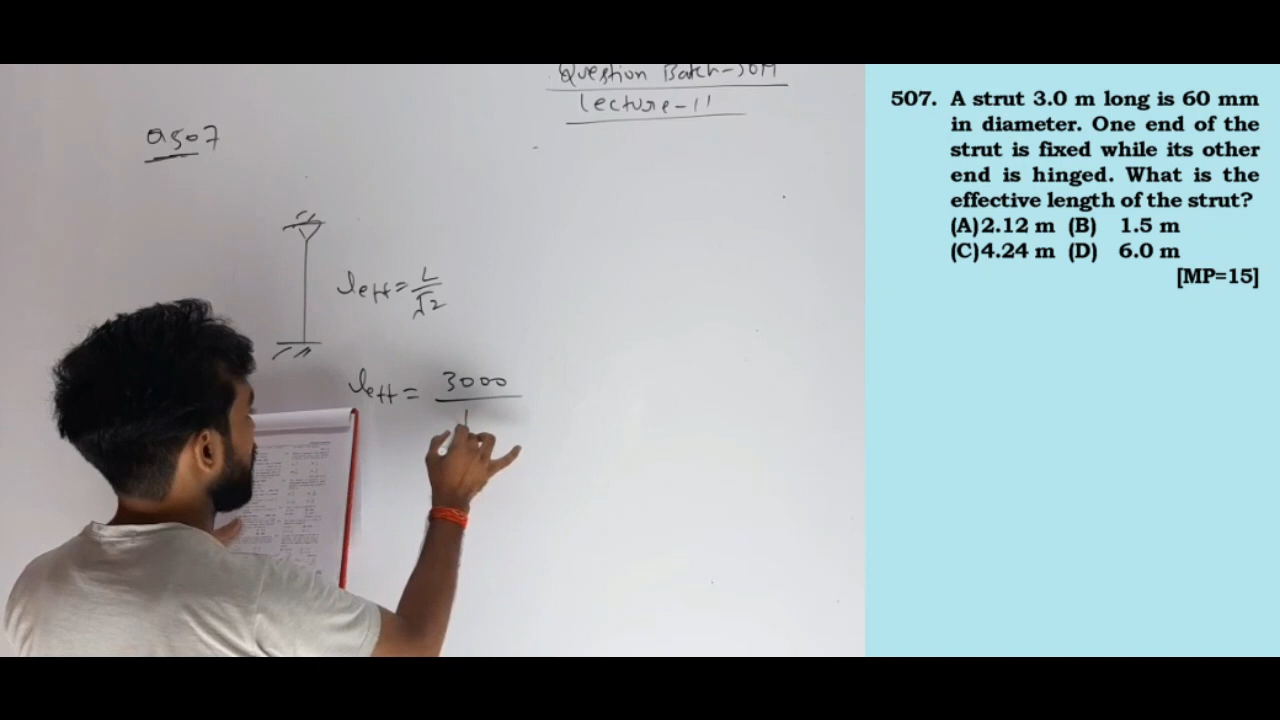 Question Batch-SOM
Lecture-11
Q507
leff = L/√2
leff = 3000
507. A strut 3.0 m long is 60 mm
in diameter. One end of the
strut is fixed while its other
end is hinged. What is the
effective length of the strut?
(A)2.12 m (B) 1.5 m
(C)4.24 m (D) 6.0 m
[MP=15]